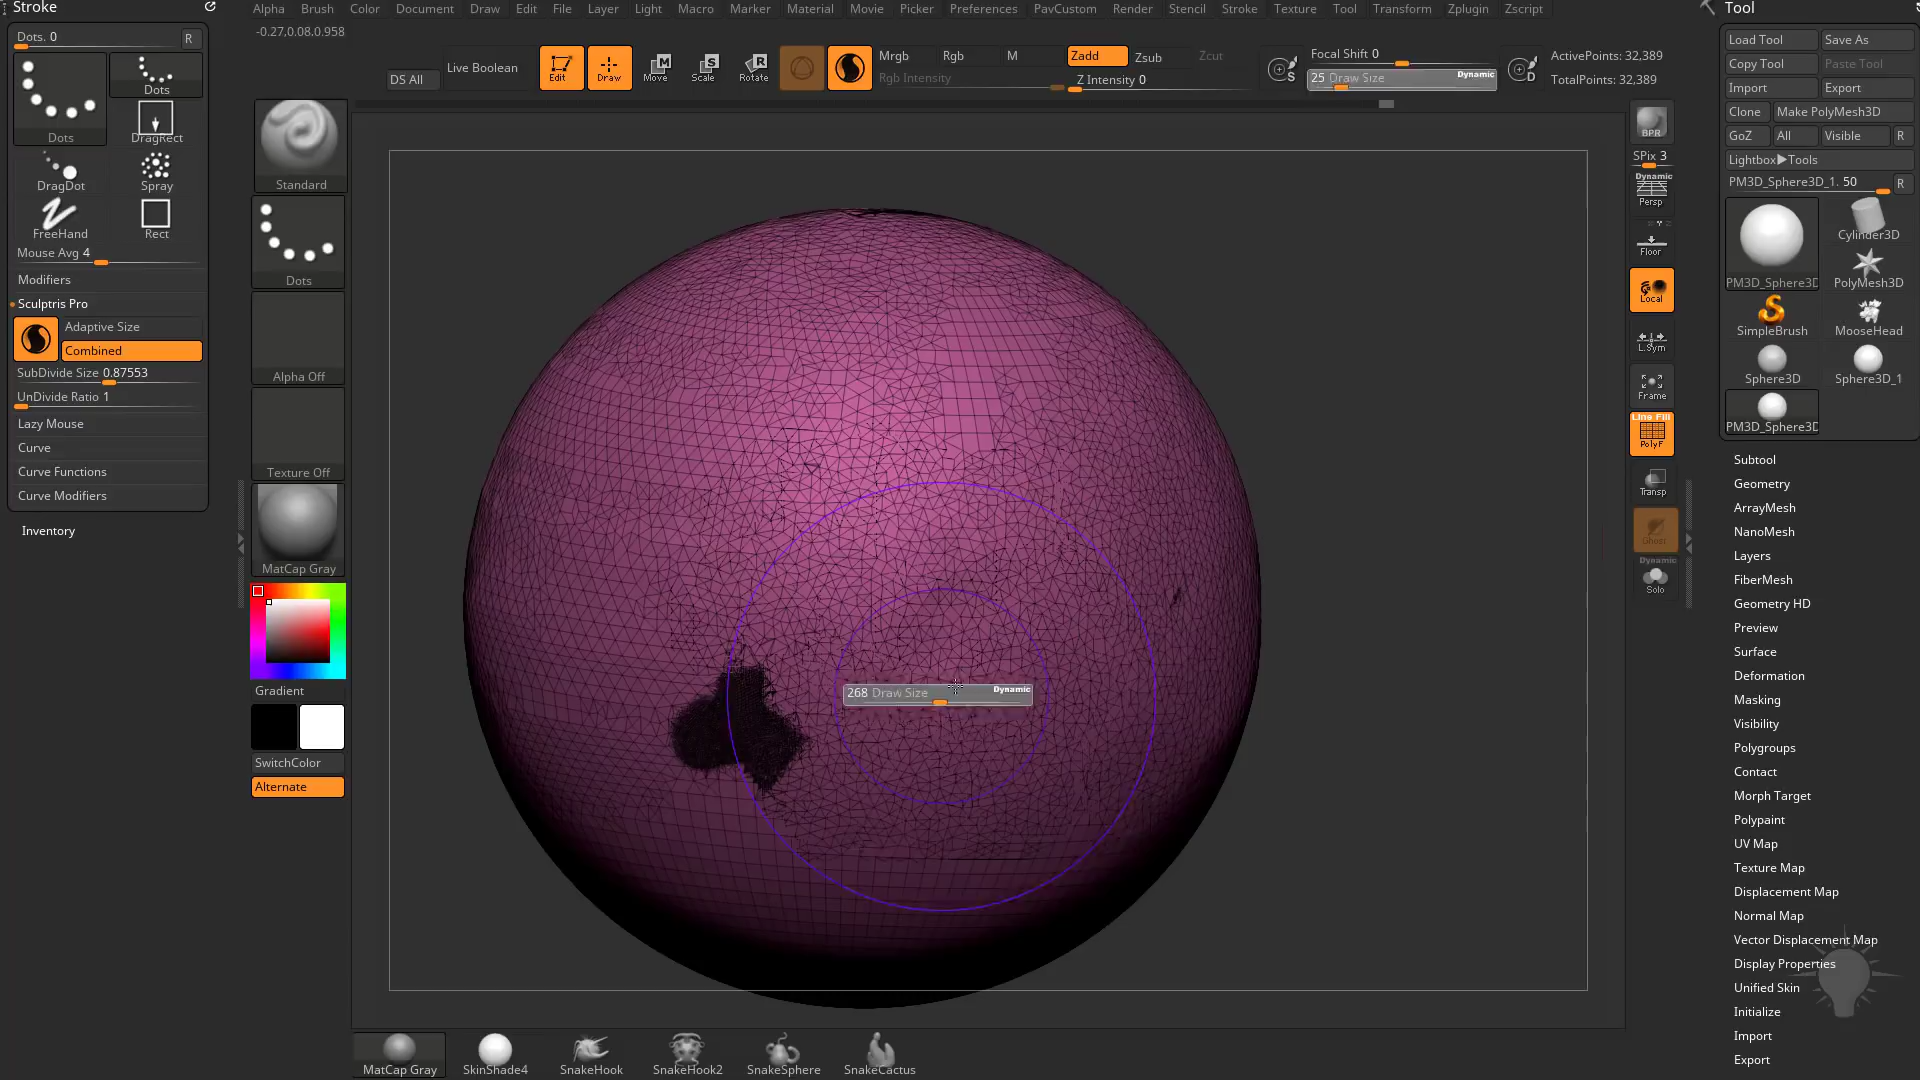 Stroke
Alpha Brush Color Document Draw Edit File Layer Light Macro Marker Material Movie Picker Preferences PavCustom Render Stencil Stroke Texture Tool Transform Zplugin Zscript
Tool
-0.27,0.08,0.958
Dots. 0
R
Dots
Dots
DragRect
DragDot
Spray
FreeHand
Rect
Mouse Avg 4
Modifiers
Sculptris Pro
Adaptive Size
Combined
SubDivide Size 0.87553
UnDivide Ratio 1
Lazy Mouse
Curve
Curve Functions
Curve Modifiers
Inventory
DS All
Live Boolean
Edit
Draw
M
Move
S
Scale
R
Rotate
Mrgb Rgb M
Rgb Intensity
Zadd Zsub Zcut
Z Intensity 0
S
Focal Shift 0
25 Draw Size Dynamic
D
ActivePoints: 32,389
TotalPoints: 32,389
Standard
Dots
Alpha Off
Texture Off
MatCap Gray
Gradient
SwitchColor
Alternate
268 Draw Size Dynamic
BPR
SPix 3
Dynamic
Persp
Floor
Local
L.Sym
Frame
Line Fill
PolyF
Transp
Ghost
Dynamic
Solo
Load Tool Save As
Copy Tool Paste Tool
Import Export
Clone Make PolyMesh3D
GoZ All Visible R
Lightbox▶Tools
PM3D_Sphere3D_1. 50 R
PM3D_Sphere3D
Cylinder3D
PolyMesh3D
SimpleBrush
MooseHead
Sphere3D
Sphere3D_1
PM3D_Sphere3D
Subtool
Geometry
ArrayMesh
NanoMesh
Layers
FiberMesh
Geometry HD
Preview
Surface
Deformation
Masking
Visibility
Polygroups
Contact
Morph Target
Polypaint
UV Map
Texture Map
Displacement Map
Normal Map
Vector Displacement Map
Display Properties
Unified Skin
Initialize
Import
Export
MatCap Gray
SkinShade4
SnakeHook
SnakeHook2
SnakeSphere
SnakeCactus